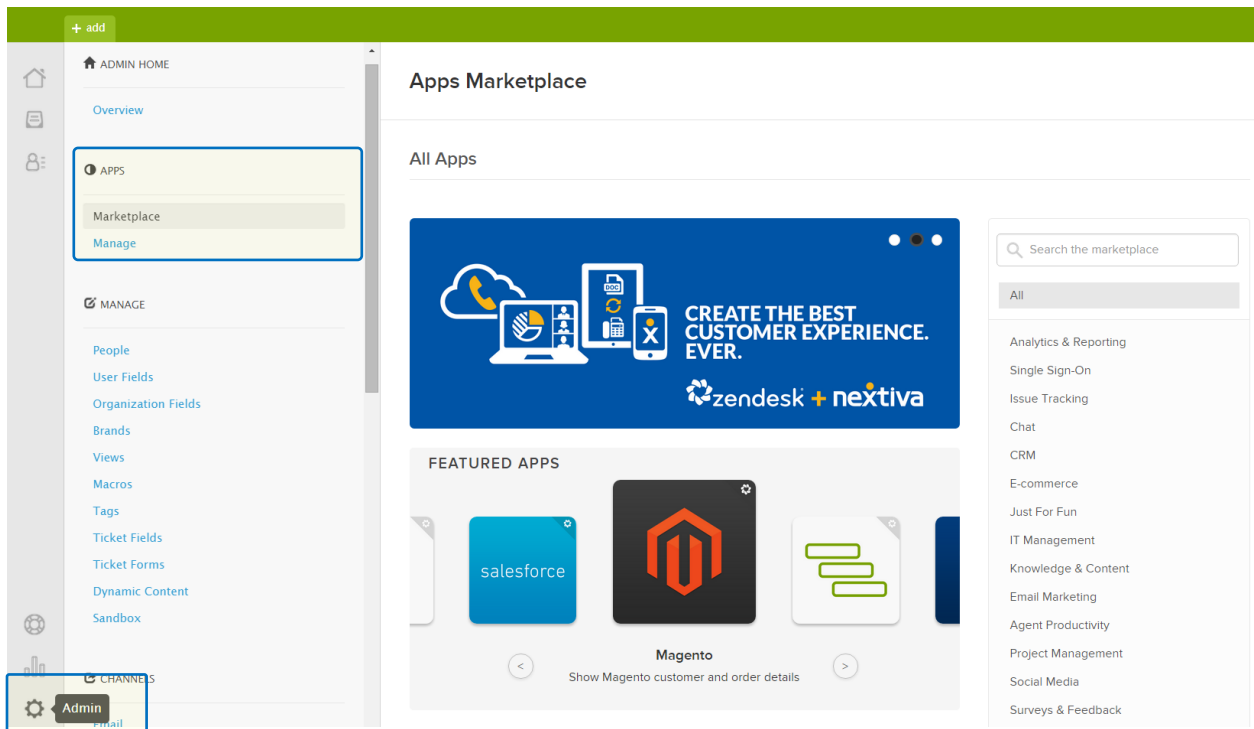 + add
ADMIN HOME
Overview
APPS
Marketplace
Manage
MANAGE
People
User Fields
Organization Fields
Brands
Views
Macros
Tags
Ticket Fields
Ticket Forms
Dynamic Content
Sandbox
CHANNELS
Email
Admin
Apps Marketplace
All Apps
DOC
CREATE THE BEST
CUSTOMER EXPERIENCE.
EVER.
zendesk + nextiva
FEATURED APPS
salesforce
<
Magento
>
Show Magento customer and order details
Search the marketplace
All
Analytics & Reporting
Single Sign-On
Issue Tracking
Chat
CRM
E-commerce
Just For Fun
IT Management
Knowledge & Content
Email Marketing
Agent Productivity
Project Management
Social Media
Surveys & Feedback